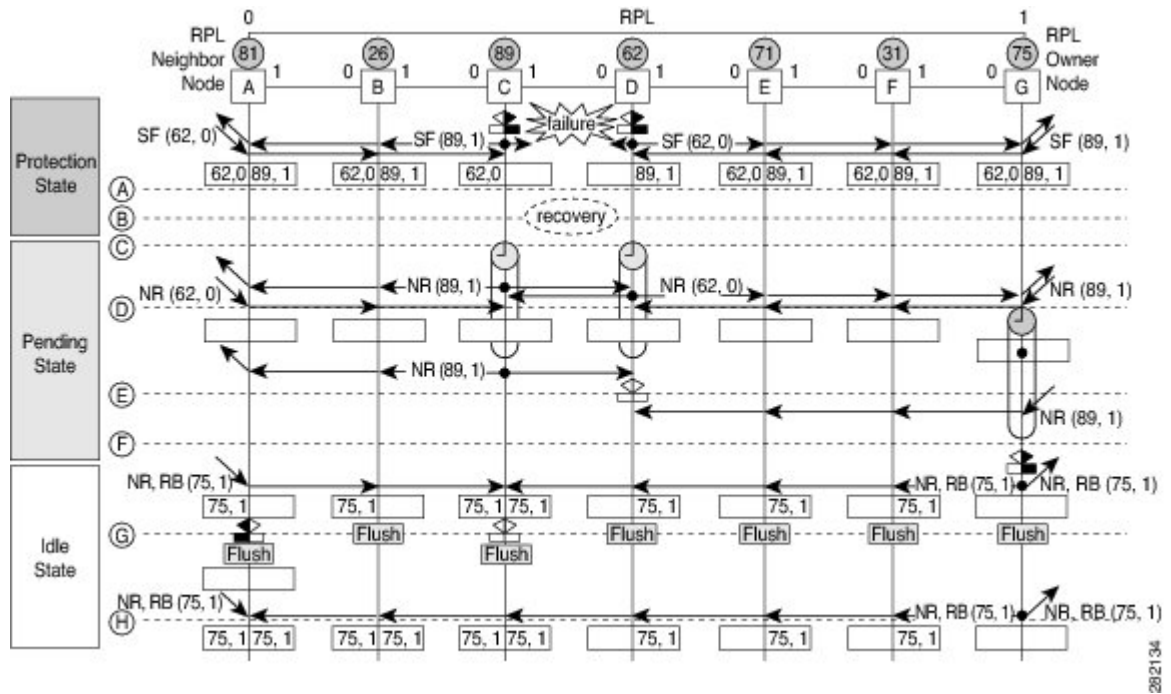 0 RPL 1
RPL Neighbor Node
81 26 89 62 71 31 75
RPL Owner Node
A 1 0 B 1 0 C 1 0 D 1 0 E 1 0 F 1 0 G
Protection State
failure
SF (62, 0) SF (89, 1) SF (62, 0) SF (89, 1)
62,0 89, 1 62,0 89, 1 62,0 89, 1 62,0 89, 1 62,0 89, 1 62,0 89, 1
A
B recovery
Pending State
C
NR (89, 1) NR (62, 0)
NR (62, 0) NR (89, 1)
D
NR (89, 1)
E
NR (89, 1)
F
Idle State
NR, RB (75, 1) NR, RB (75, 1) NR, RB (75, 1)
75, 1 75, 1 75, 1 75, 1 75, 1 75, 1 75, 1
G Flush Flush Flush Flush Flush Flush
Flush
NR, RB (75, 1) NR, RB (75, 1) NR, RB (75, 1)
H
75, 1 75, 1 75, 1 75, 1 75, 1 75, 1 75, 1 75, 1 75, 1
282134